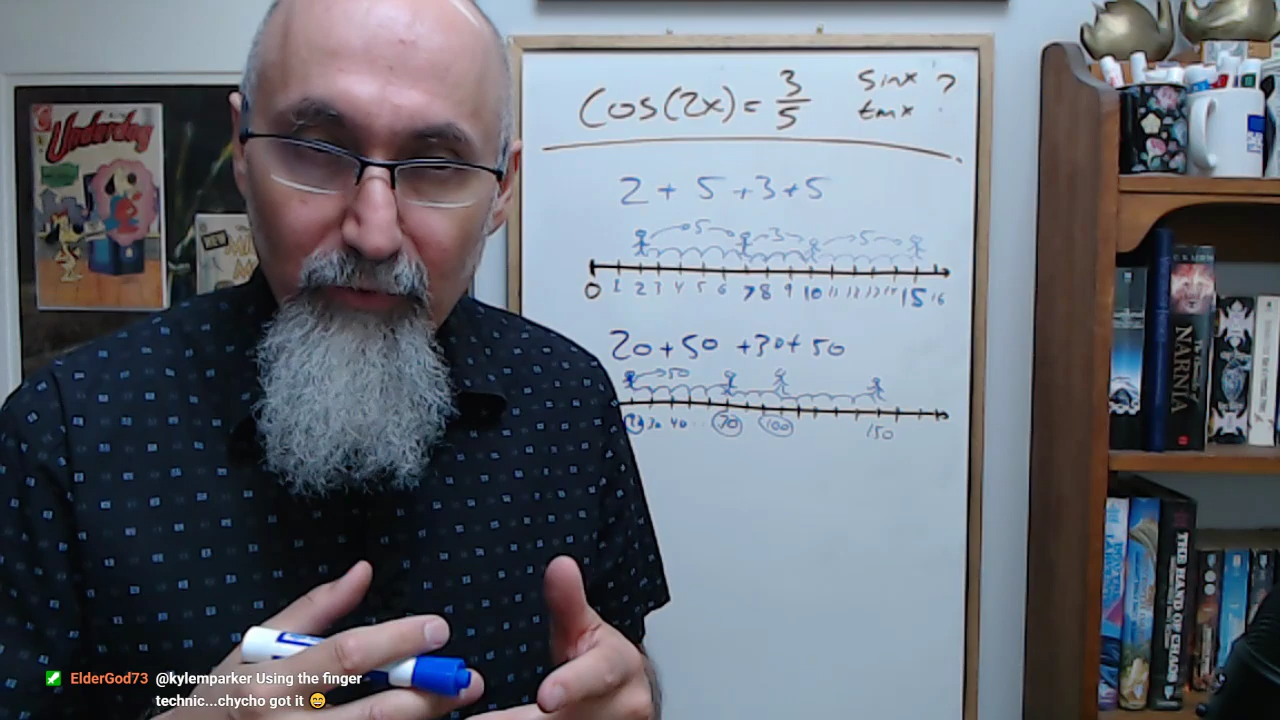 Cos(2x) = 3/5 sinx ?
tanx
2 + 5 + 3 + 5
5 3 5
0 1 2 3 4 5 6 7 8 9 10 11 12 13 14 15 16
20 + 50 + 30 + 50
50
20 30 40 .. 70 100 150
Underdog
NEW
NARNIA
THE HAND OF CHAOS
ElderGod73 @kylemparker Using the finger
technic...chycho got it 😄